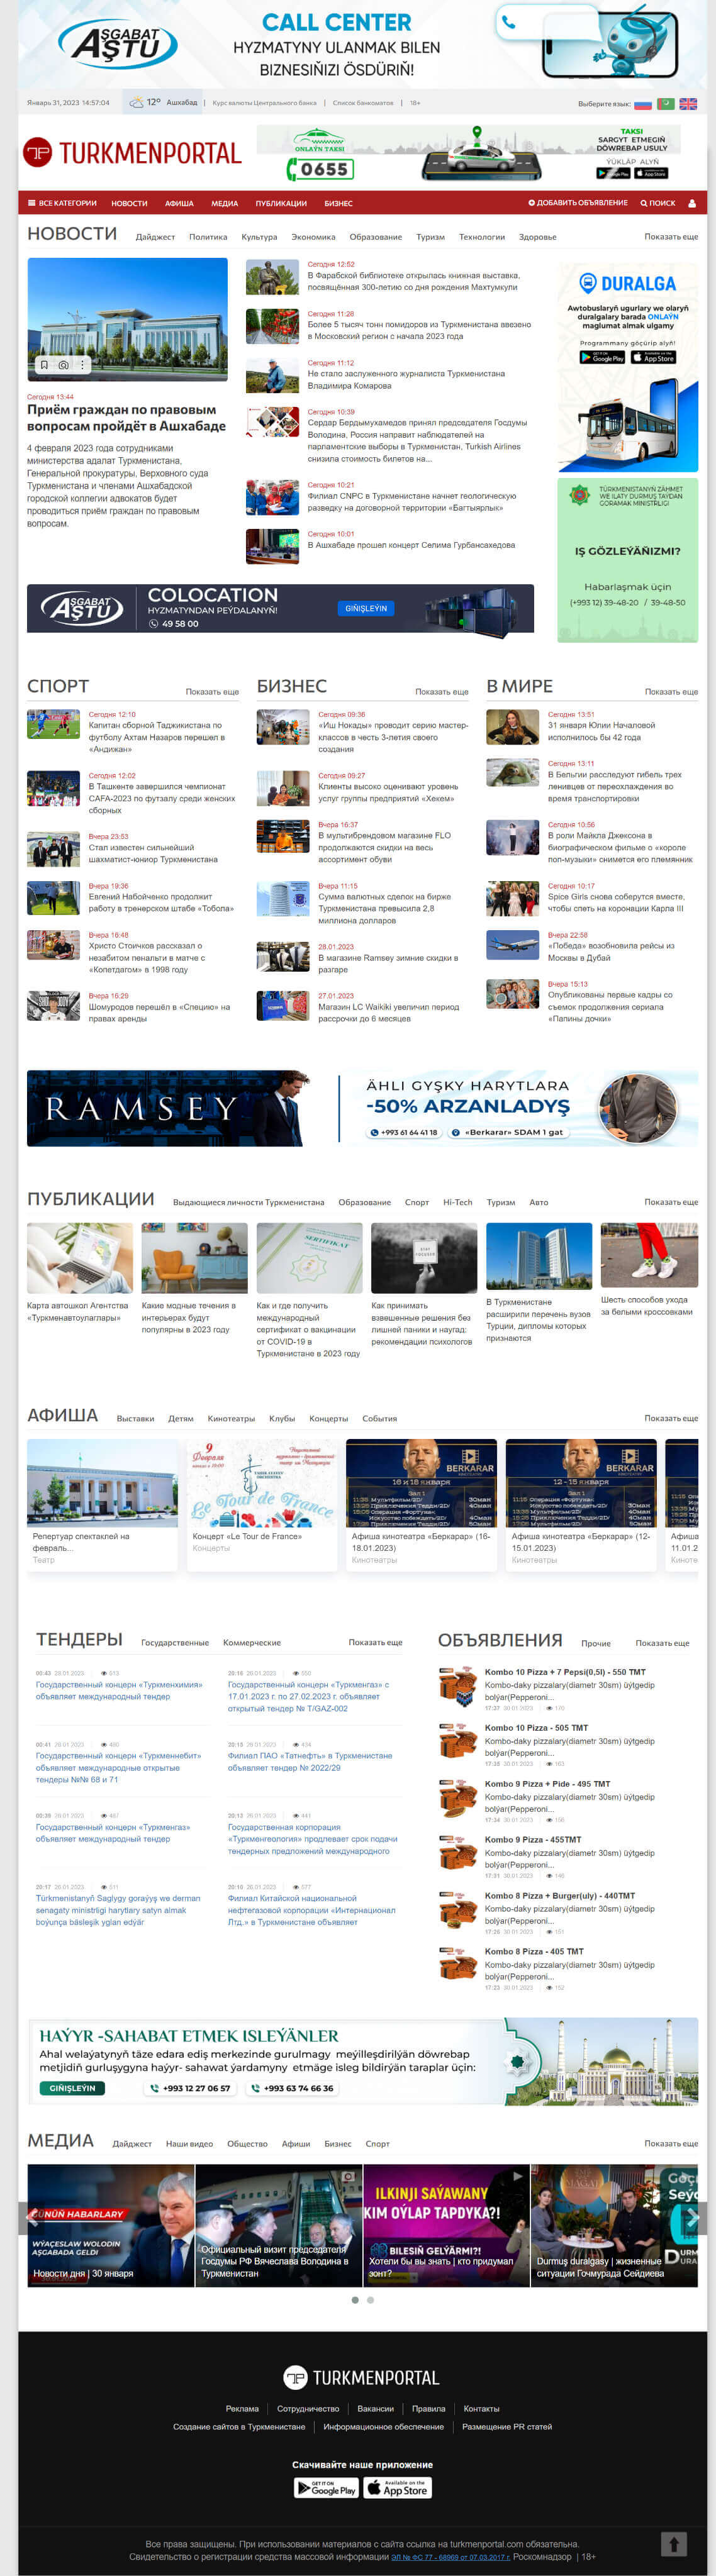 AŞGABAT
AŞTU
CALL CENTER
HYZMATYNY ULANMAK BILEN
BIZNESIŇIZI ÖSDÜRIŇ!
Январь 31, 2023 14:57:04
12° Ашхабад | Курс валюты Центрального банка | Список банкоматов | 16+
Выберите язык:
TURKMENPORTAL
ONLAÝN TAKSI
0655
TAKSI
SARGYT ETMEGIŇ
DÖWREBAP USULY
ÝÜKLÄP ALYŇ
Google Play
App Store
ВСЕ КАТЕГОРИИ НОВОСТИ АФИША МЕДИА ПУБЛИКАЦИИ БИЗНЕС
ДОБАВИТЬ ОБЪЯВЛЕНИЕ ПОИСК
НОВОСТИ Дайджест Политика Культура Экономика Образование Туризм Технологии Здоровье Показать еще
Сегодня 13:44
Приём граждан по правовым
вопросам пройдёт в Ашхабаде
4 февраля 2023 года сотрудниками
министерства адалат Туркменистана,
Генеральной прокуратуры, Верховного суда
Туркменистана и членами Ашхабадской
городской коллегии адвокатов будет
проводиться приём граждан по правовым
вопросам.
Сегодня 12:52
В Фарабской библиотеке открылась книжная выставка,
посвящённая 300-летию со дня рождения Махтумкули
Сегодня 11:28
Более 5 тысяч тонн помидоров из Туркменистана ввезено
в Московский регион с начала 2023 года
Сегодня 11:12
Не стало заслуженного журналиста Туркменистана
Владимира Комарова
Сегодня 10:39
Сердар Бердымухамедов принял председателя Госдумы
Володина, Россия направит наблюдателей на
парламентские выборы в Туркменистан, Turkish Airlines
снизила стоимость билетов на...
Сегодня 10:21
Филиал CNPC в Туркменистане начнет геологическую
разведку на договорной территории «Багтыярлык»
Сегодня 10:01
В Ашхабаде прошел концерт Селима Гурбансахедова
DURALGA
Awtobuslaryň ugurlary we olaryň
duralgalary barada ONLAÝN
maglumat almak ulgamy
Programmany göçürip alyň!
Google Play
App Store
TÜRKMENISTANYŇ ZÄHMET
WE ILATY DURMUŞ TAÝDAN
GORAMAK MINISTRLIGI
IŞ GÖZLEÝÄŇIZMI?
Habarlaşmak üçin
(+993 12) 39-48-20 / 39-48-50
AŞGABAT
AŞTU
COLOCATION
HYZMATYNDAN PEÝDALANYŇ!
49 58 00
GIŇIŞLEÝIN
СПОРТ Показать еще
Сегодня 12:10
Капитан сборной Таджикистана по
футболу Ахтам Назаров перешел в
«Андижан»
Сегодня 12:02
В Ташкенте завершился чемпионат
CAFA-2023 по футзалу среди женских
сборных
Вчера 23:53
Стал известен сильнейший
шахматист-юниор Туркменистана
Вчера 19:36
Евгений Набойченко продолжит
работу в тренерском штабе «Тобола»
Вчера 16:48
Христо Стоичков рассказал о
незабитом пенальти в матче с
«Копетдагом» в 1998 году
Вчера 16:29
Шомуродов перешёл в «Специю» на
правах аренды
БИЗНЕС Показать еще
Сегодня 09:36
«Иш Нокады» проводит серию мастер-
классов в честь 3-летия своего
создания
Сегодня 09:27
Клиенты высоко оценивают уровень
услуг группы предприятий «Хекем»
Вчера 16:37
В мультибрендовом магазине FLO
продолжаются скидки на весь
ассортимент обуви
Вчера 11:15
Сумма валютных сделок на бирже
Туркменистана превысила 2,8
миллиона долларов
28.01.2023
В магазине Ramsey зимние скидки в
разгаре
27.01.2023
Магазин LC Waikiki увеличил период
рассрочки до 6 месяцев
В МИРЕ Показать еще
Сегодня 13:51
31 января Юлии Началовой
исполнилось бы 42 года
Сегодня 13:11
В Бельгии расследуют гибель трех
ленивцев от переохлаждения во
время транспортировки
Сегодня 10:56
В роли Майкла Джексона в
биографическом фильме о «короле
поп-музыки» снимется его племянник
Сегодня 10:17
Spice Girls снова соберутся вместе,
чтобы спеть на коронации Карла III
Вчера 22:58
«Победа» возобновила рейсы из
Москвы в Дубай
Вчера 15:13
Опубликованы первые кадры со
съемок продолжения сериала
«Папины дочки»
RAMSEY
ÄHLI GYŞKY HARYTLARA
-50% ARZANLADYŞ
+993 61 64 41 18
«Berkarar» SDAM 1 gat
ПУБЛИКАЦИИ Выдающиеся личности Туркменистана Образование Спорт Hi-Tech Туризм Авто Показать еще
Карта автошкол Агентства
«Туркменавтоулаглары»
Какие модные течения в
интерьерах будут
популярны в 2023 году
SERTIFIKAT
Как и где получить
международный
сертификат о вакцинации
от COVID-19 в
Туркменистане в 2023 году
STAY
FOCUSED
Как принимать
взвешенные решения без
лишней паники и наугад:
рекомендации психологов
В Туркменистане
расширили перечень вузов
Турции, дипломы которых
признаются
Шесть способов ухода
за белыми кроссовками
АФИША Выставки Детям Кинотеатры Клубы Концерты События Показать еще
Репертуар спектаклей на
февраль...
Театр
9
Февраля
Le Tour de France
Концерт «Le Tour de France»
Концерты
BERKARAR
16 и 18 января
Зал 1
Афиша кинотеатра «Беркарар» (16-
18.01.2023)
Кинотеатры
BERKARAR
12 - 15 января
Зал 1
Афиша кинотеатра «Беркарар» (12-
15.01.2023)
Кинотеатры
Афиша
11.01.2
Киноте
ТЕНДЕРЫ Государственные Коммерческие Показать еще
Государственный концерн «Туркменхимия»
объявляет международный тендер
Государственный концерн «Туркменгаз» с
17.01.2023 г. по 27.02.2023 г. объявляет
открытый тендер № T/GAZ-002
Государственный концерн «Туркменнебит»
объявляет международные открытые
тендеры №№ 68 и 71
Филиал ПАО «Татнефть» в Туркменистане
объявляет тендер № 2022/29
Государственный концерн «Туркменгаз»
объявляет международный тендер
Государственная корпорация
«Туркменгеология» продлевает срок подачи
тендерных предложений международного
Türkmenistanyň Saglygy goraýyş we derman
senagaty ministrligi harytlary satyn almak
boýunça bäsleşik yglan edýär
Филиал Китайской национальной
нефтегазовой корпорации «Интернационал
Лтд.» в Туркменистане объявляет
ОБЪЯВЛЕНИЯ Прочие Показать еще
Kombo 10 Pizza + 7 Pepsi(0,5l) - 550 TMT
Kombo-daky pizzalary(diametr 30sm) üýtgedip
bolýar(Pepperoni...
Kombo 10 Pizza - 505 TMT
Kombo-daky pizzalary(diametr 30sm) üýtgedip
bolýar(Pepperoni...
Kombo 9 Pizza + Pide - 495 TMT
Kombo-daky pizzalary(diametr 30sm) üýtgedip
bolýar(Pepperoni...
Kombo 9 Pizza - 455TMT
Kombo-daky pizzalary(diametr 30sm) üýtgedip
bolýar(Pepperoni...
Kombo 8 Pizza + Burger(uly) - 440TMT
Kombo-daky pizzalary(diametr 30sm) üýtgedip
bolýar(Pepperoni...
Kombo 8 Pizza - 405 TMT
Kombo-daky pizzalary(diametr 30sm) üýtgedip
bolýar(Pepperoni...
HAÝYR -SAHABAT ETMEK ISLEÝÄNLER
Ahal welaýatynyň täze edara ediş merkezinde gurulmagy meýilleşdirilýän döwrebap
metjidiň gurluşygyna haýyr- sahawat ýardamyny etmäge isleg bildirýän taraplar üçin:
GIŇIŞLEÝIN
+993 12 27 06 57
+993 63 74 66 36
МЕДИА Дайджест Наши видео Общество Афиши Бизнес Спорт Показать еще
GÜNÜŇ HABARLARY
WÝAÇESLAW WOLODIN
AŞGABADA GELDI
Новости дня | 30 января
Официальный визит председателя
Госдумы РФ Вячеслава Володина в
Туркменистан
ILKINJI SAÝAWANY
KIM OÝLAP TAPDYKA?!
BILESIŇ GELÝÄRMI?!
Хотели бы вы знать | кто придумал
зонт?
Durmuş duralgasy | жизненные
ситуации Гочмурада Сейдиева
TURKMENPORTAL
Реклама | Сотрудничество | Вакансии | Правила | Контакты
Создание сайтов в Туркменистане | Информационное обеспечение | Размещение PR статей
Скачивайте наше приложение
GET IT ON
Google Play
Available on the
App Store
Все права защищены. При использовании материалов с сайта ссылка на turkmenportal.com обязательна.
Свидетельство о регистрации средства массовой информации ЭЛ № ФС 77 - 68969 от 07.03.2017 г. Роскомнадзор | 18+